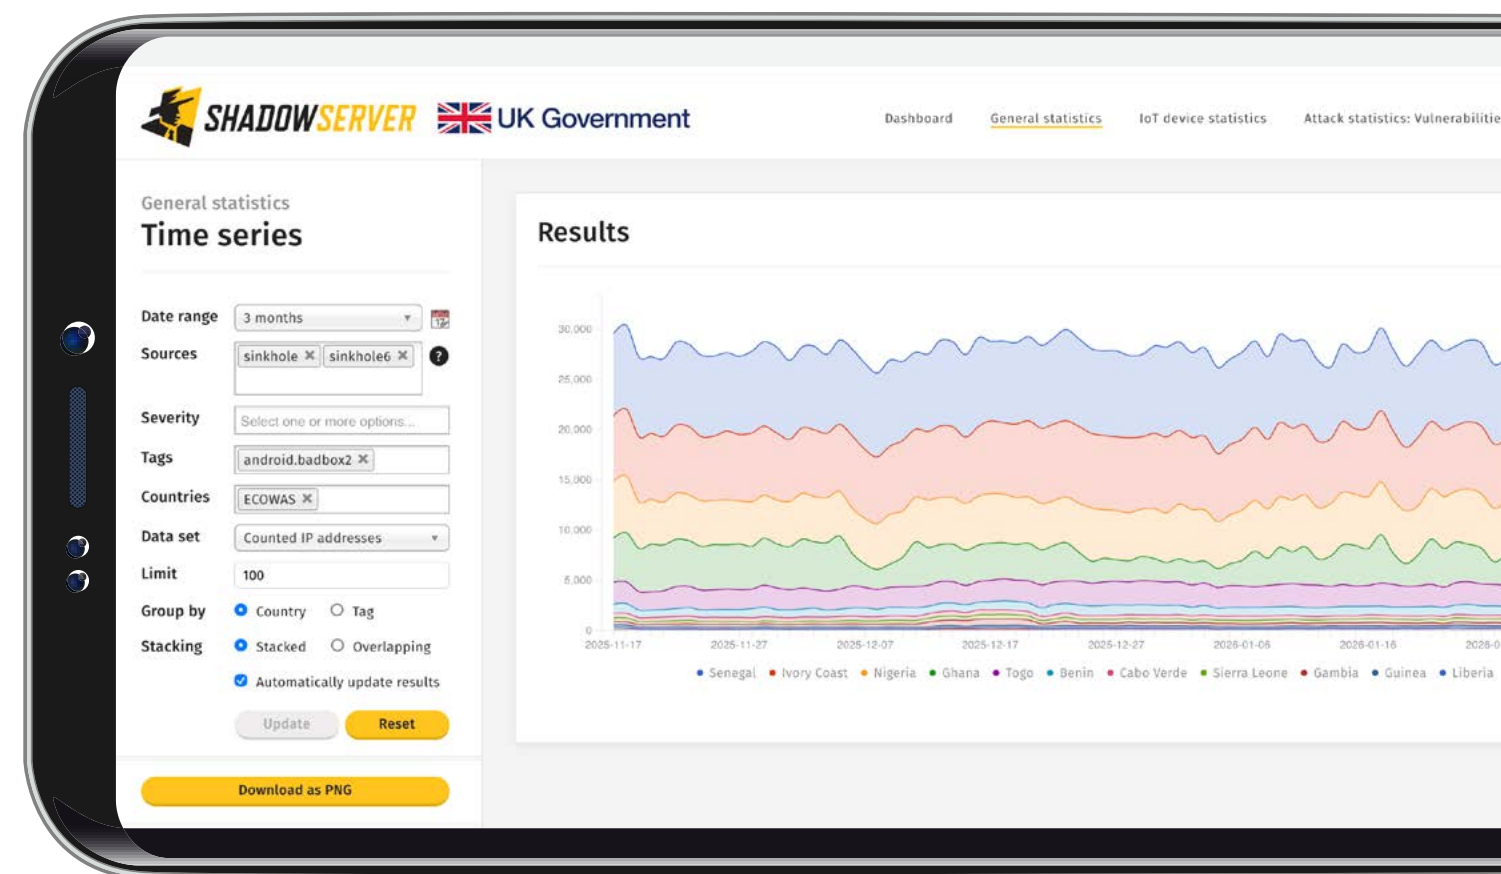 SHADOWSERVER UK Government
Dashboard General statistics IoT device statistics Attack statistics: Vulnerabilitie
General statistics
Time series
Date range 3 months
Sources sinkhole × sinkhole6 × ?
Severity Select one or more options...
Tags android.badbox2 ×
Countries ECOWAS ×
Data set Counted IP addresses
Limit 100
Group by Country Tag
Stacking Stacked Overlapping
Automatically update results
Update Reset
Download as PNG
Results
30,000
25,000
20,000
15,000
10,000
5,000
0
2025-11-17 2025-11-27 2025-12-07 2025-12-17 2025-12-27 2026-01-06 2026-01-16 2026-0
Senegal Ivory Coast Nigeria Ghana Togo Benin Cabo Verde Sierra Leone Gambia Guinea Liberia